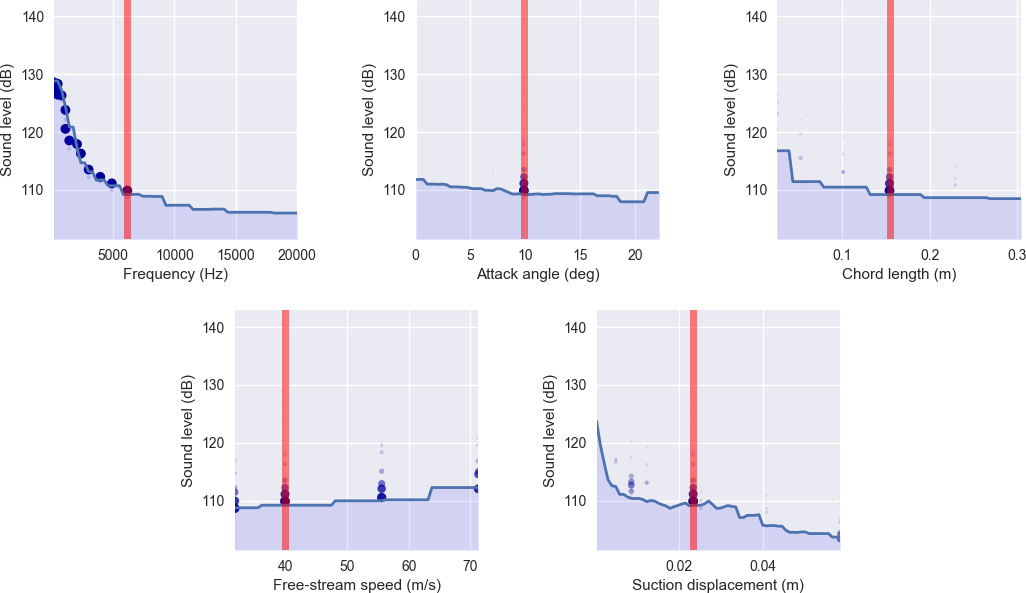 140
130
120
110
Sound level (dB)
5000 10000 15000 20000
Frequency (Hz)
140
130
120
110
Sound level (dB)
0 5 10 15 20
Attack angle (deg)
140
130
120
110
Sound level (dB)
0.1 0.2 0.3
Chord length (m)
140
130
120
110
Sound level (dB)
40 50 60 70
Free-stream speed (m/s)
140
130
120
110
Sound level (dB)
0.02 0.04
Suction displacement (m)